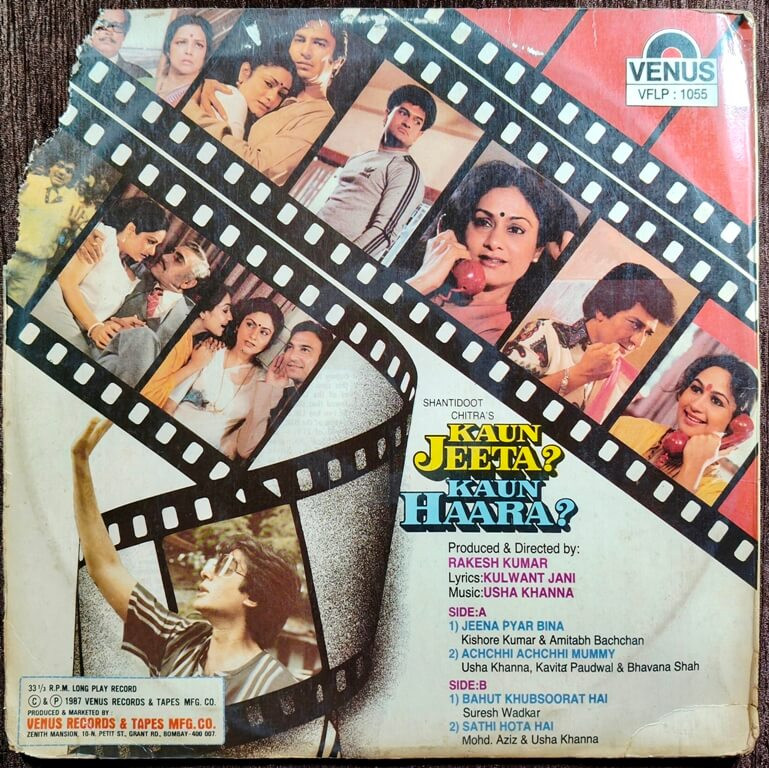 VENUS
VFLP : 1055
SHANTIDOOT
CHITRA'S
KAUN
JEETA?
KAUN
HAARA?
Produced & Directed by:
RAKESH KUMAR
Lyrics:KULWANT JANI
Music:USHA KHANNA
SIDE:A
1) JEENA PYAR BINA
Kishore Kumar & Amitabh Bachchan
2) ACHCHHI ACHCHHI MUMMY
Usha Khanna, Kavita Paudwal & Bhavana Shah
SIDE:B
1) BAHUT KHUBSOORAT HAI
Suresh Wadkar
2) SATHI HOTA HAI
Mohd. Aziz & Usha Khanna
33 1/3 R.P.M. LONG PLAY RECORD
© & ℗ 1987 VENUS RECORDS & TAPES MFG. CO.
PRODUCED & MARKETED BY :
VENUS RECORDS & TAPES MFG. CO.
ZENITH MANSION, 10-N, PETIT ST., GRANT RD., BOMBAY-400 007.